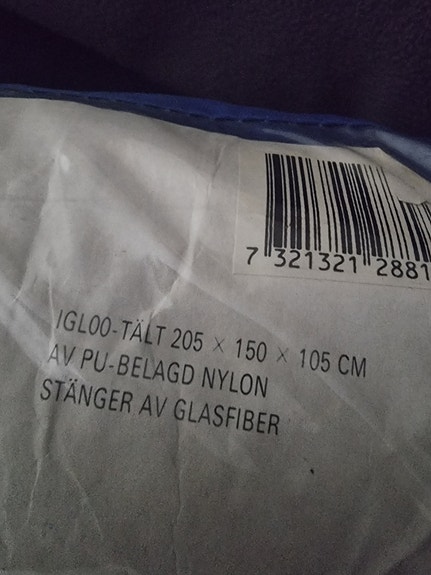 7 321321 2881
IGLOO-TÄLT 205 × 150 × 105 CM
AV PU-BELAGD NYLON
STÄNGER AV GLASFIBER